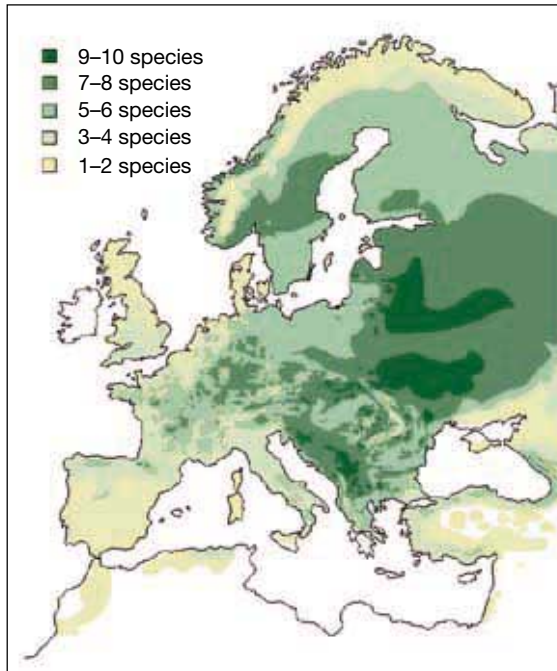 9–10 species
7–8 species
5–6 species
3–4 species
1–2 species